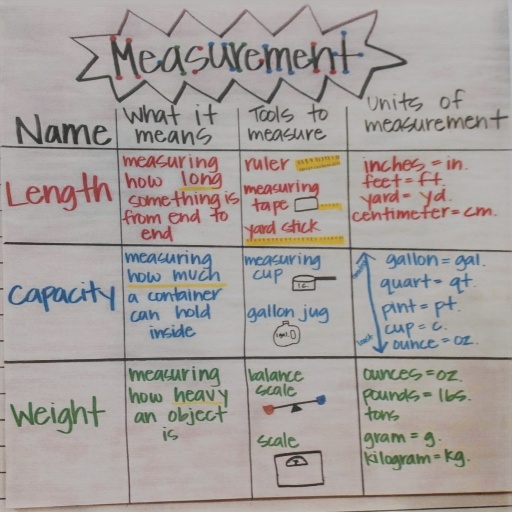 Measurement
Name
What it
means
Tools to
measure
Units of
measurement
Length
measuring
how long
something is
from end to
end
ruler
measuring
tape
yard stick
inches = in.
feet = ft.
yard = yd.
centimeter = cm.
Capacity
measuring
how much
a container
can hold
inside
measuring
cup
gallon jug
gallon = gal.
quart = qt.
pint = pt.
cup = c.
ounce = oz.
Weight
measuring
how heavy
an object
is
balance
scale
scale
ounces = oz.
pounds = lbs.
tons
gram = g.
kilogram = kg.